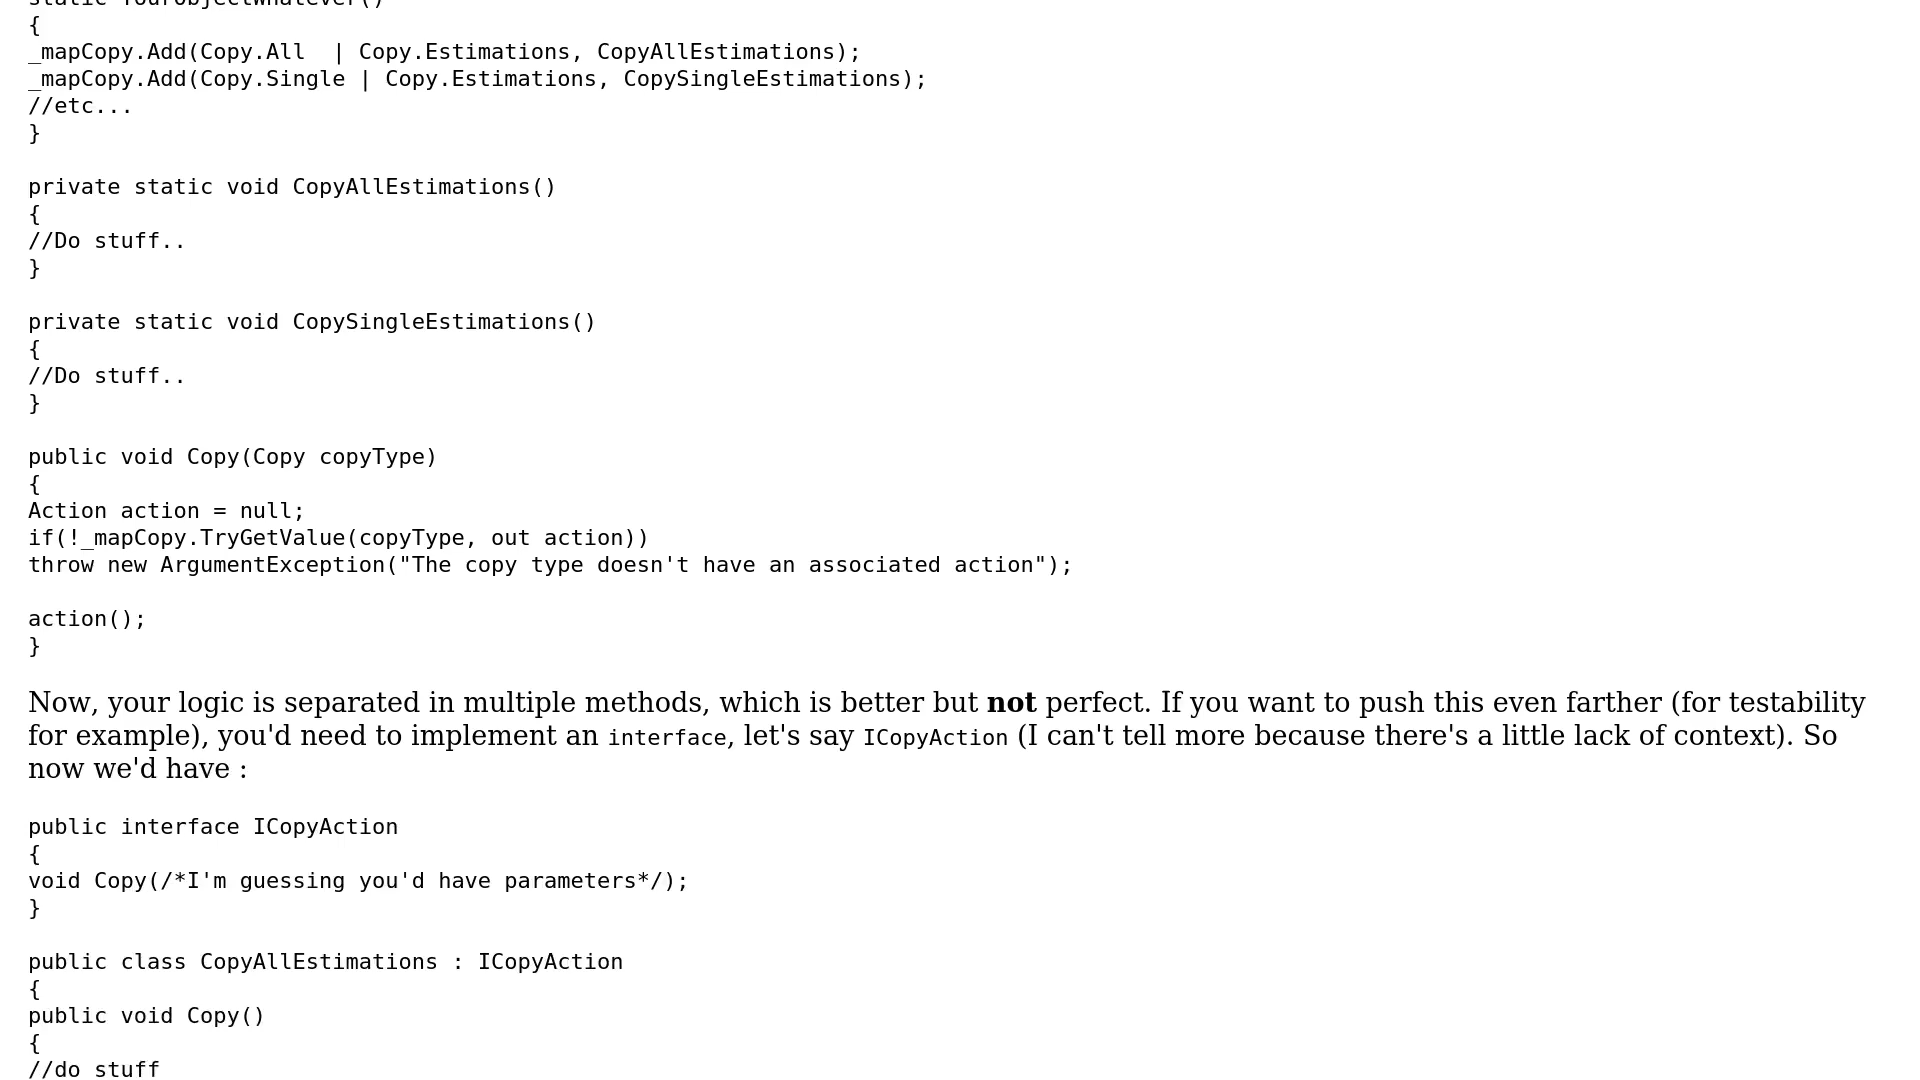 static YourObjectWhatever()
{
_mapCopy.Add(Copy.All  | Copy.Estimations, CopyAllEstimations);
_mapCopy.Add(Copy.Single | Copy.Estimations, CopySingleEstimations);
//etc...
}
private static void CopyAllEstimations()
{
//Do stuff..
}
private static void CopySingleEstimations()
{
//Do stuff..
}
public void Copy(Copy copyType)
{
Action action = null;
if(!_mapCopy.TryGetValue(copyType, out action))
throw new ArgumentException("The copy type doesn't have an associated action");
action();
}
Now, your logic is separated in multiple methods, which is better but not perfect. If you want to push this even farther (for testability
for example), you'd need to implement an interface, let's say ICopyAction (I can't tell more because there's a little lack of context). So
now we'd have :
public interface ICopyAction
{
void Copy(/*I'm guessing you'd have parameters*/);
}
public class CopyAllEstimations : ICopyAction
{
public void Copy()
{
//do stuff